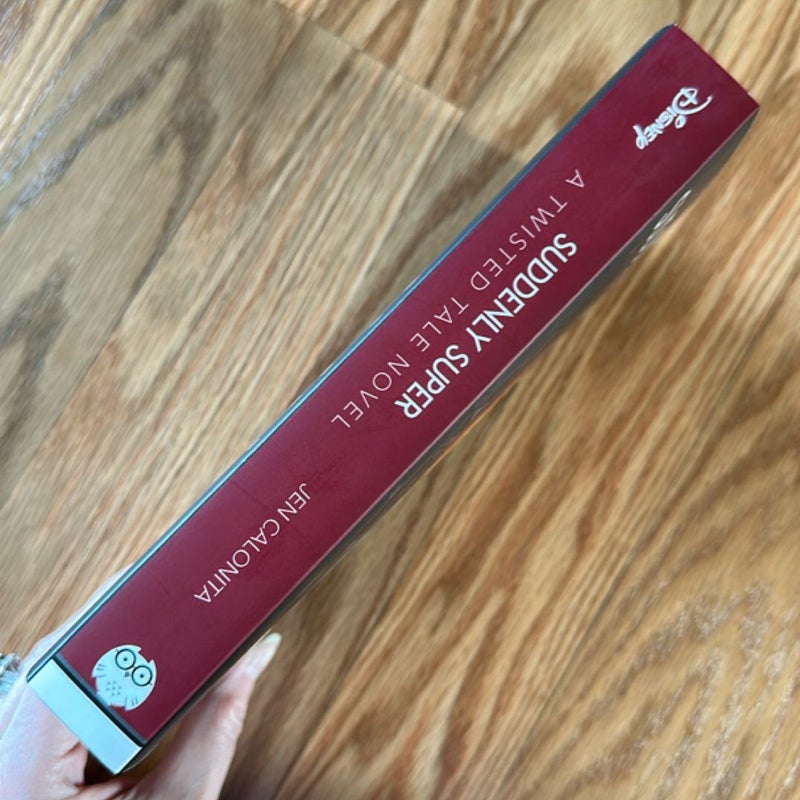 Disney
SUDDENLY SUPER
A TWISTED TALE NOVEL
JEN CALONITA